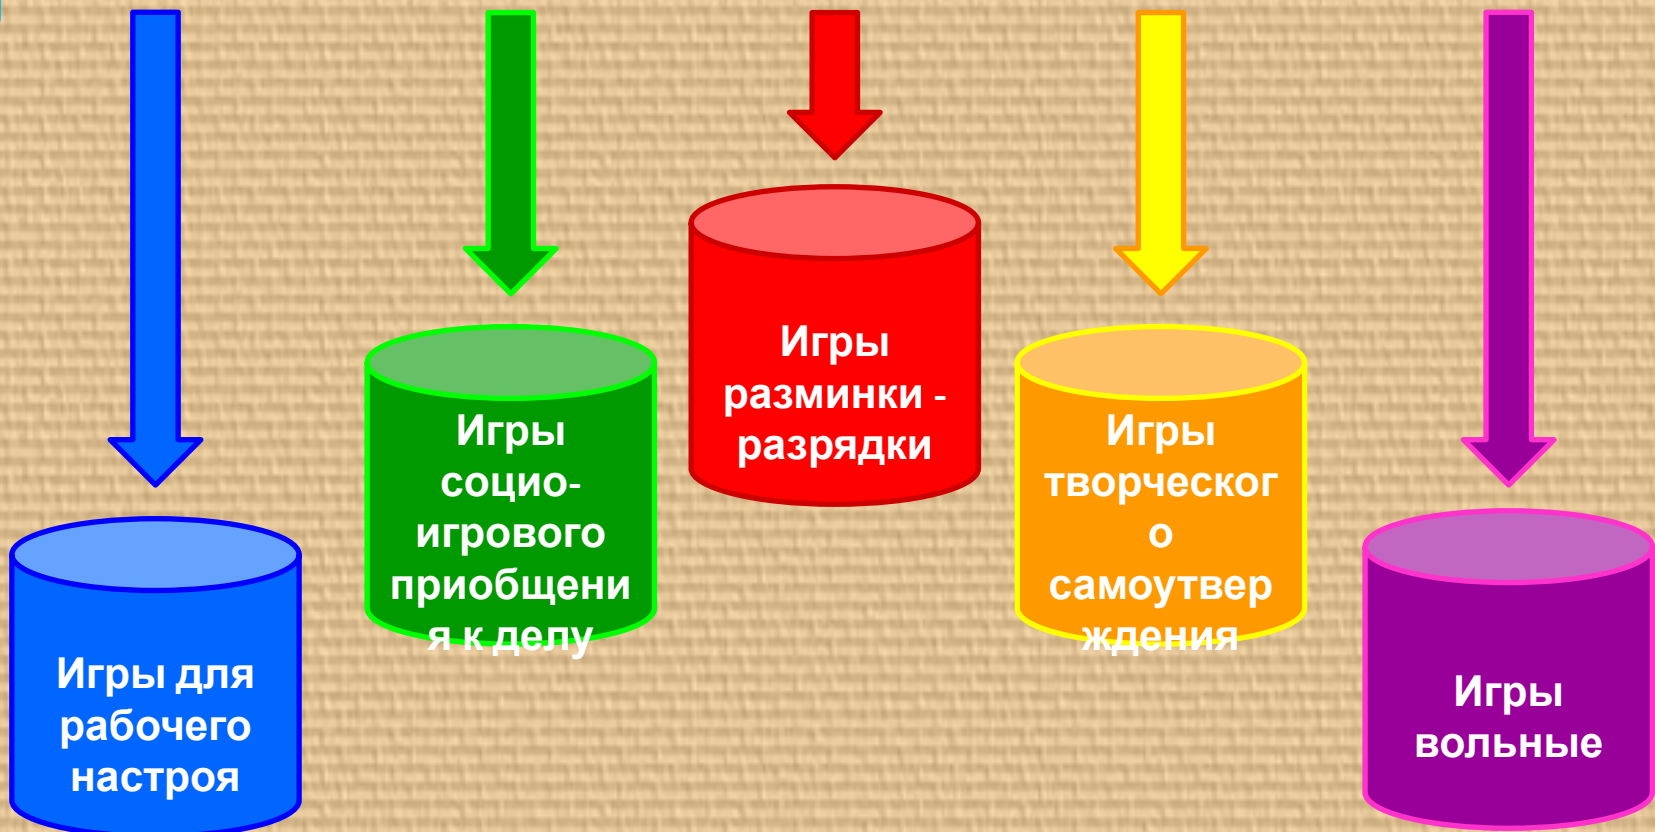 Игры для
рабочего
настроя
Игры
социо-
игрового
приобщени
я к делу
Игры
разминки -
разрядки
Игры
творческог
о
самоутвер
ждения
Игры
вольные